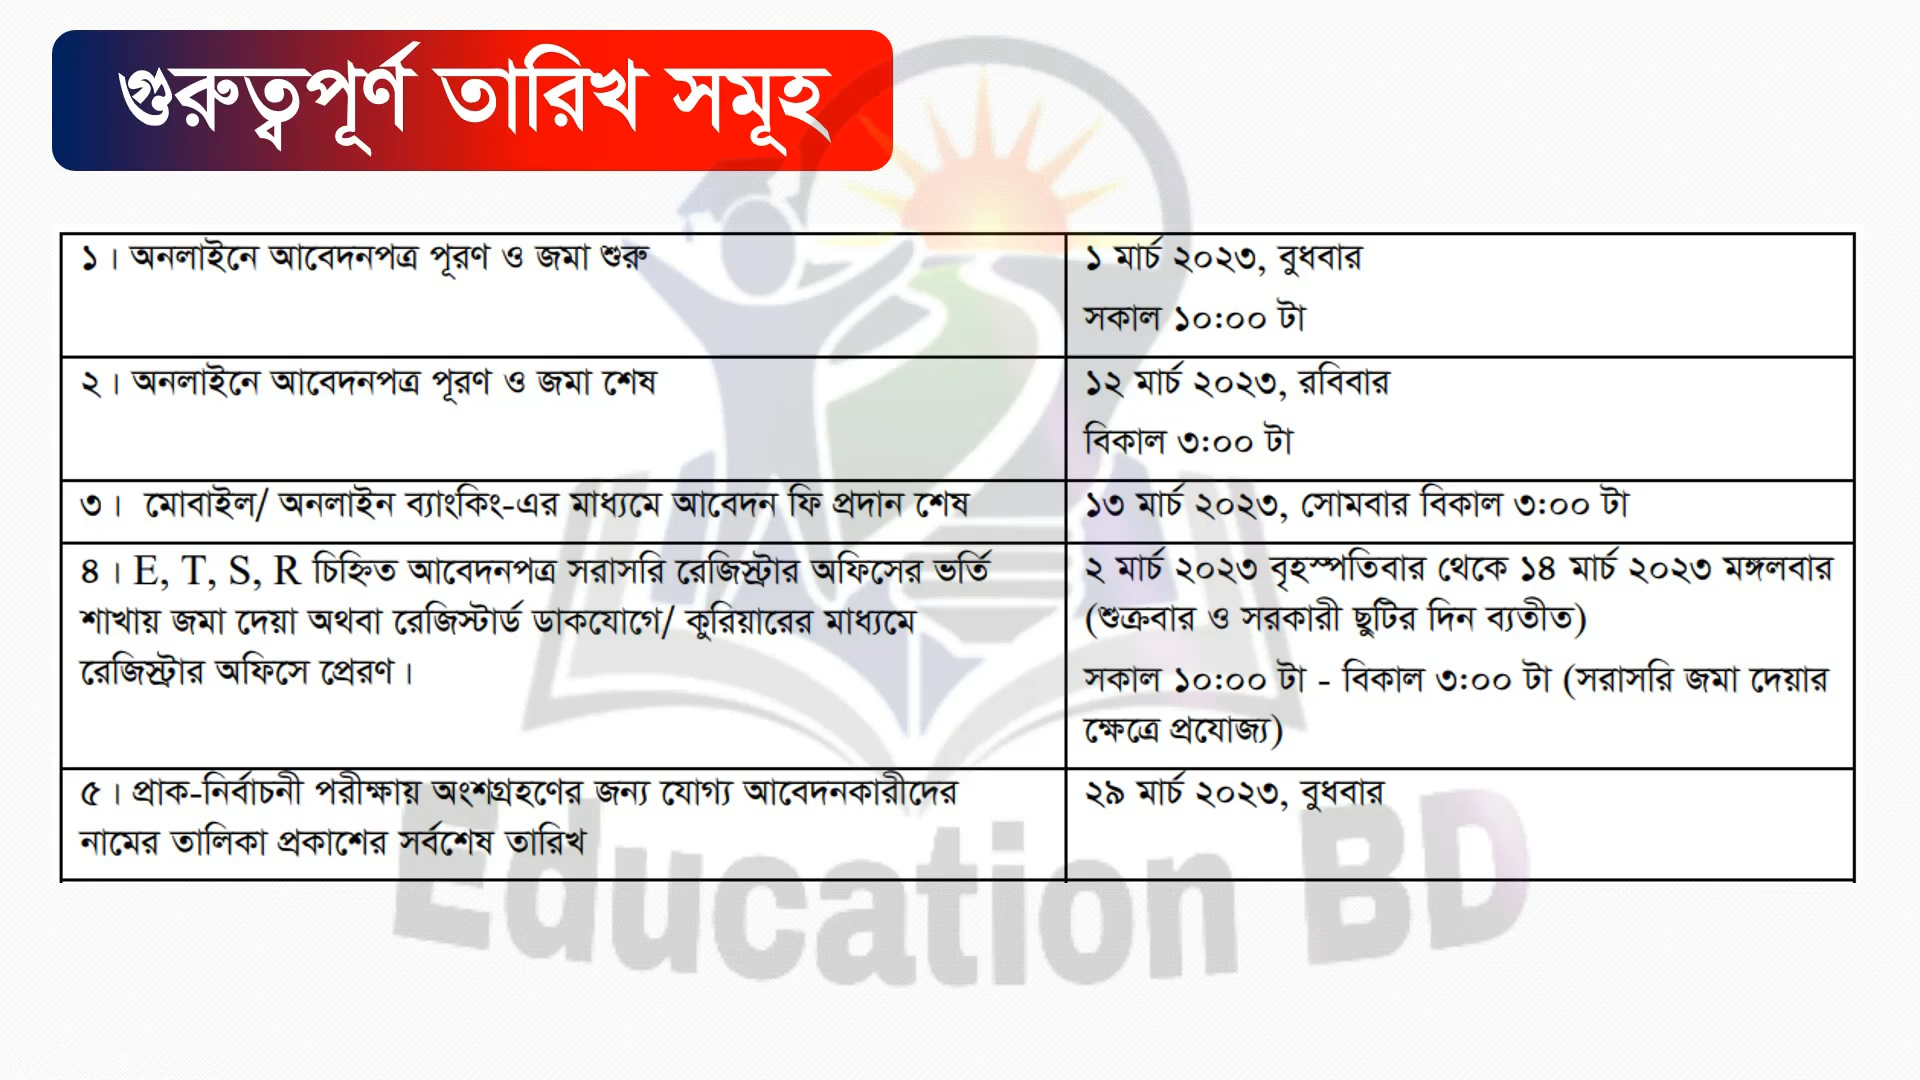 গুরুত্বপূর্ণ তারিখ সমূহ
১। অনলাইনে আবেদনপত্র পূরণ ও জমা শুরু
১ মার্চ ২০২৩, বুধবার
সকাল ১০:০০ টা
২। অনলাইনে আবেদনপত্র পূরণ ও জমা শেষ
১২ মার্চ ২০২৩, রবিবার
বিকাল ৩:০০ টা
৩। মোবাইল/ অনলাইন ব্যাংকিং-এর মাধ্যমে আবেদন ফি প্রদান শেষ
১৩ মার্চ ২০২৩, সোমবার বিকাল ৩:০০ টা
৪। E, T, S, R চিহ্নিত আবেদনপত্র সরাসরি রেজিস্ট্রার অফিসের ভর্তি
শাখায় জমা দেয়া অথবা রেজিস্টার্ড ডাকযোগে/ কুরিয়ারের মাধ্যমে
রেজিস্ট্রার অফিসে প্রেরণ।
২ মার্চ ২০২৩ বৃহস্পতিবার থেকে ১৪ মার্চ ২০২৩ মঙ্গলবার
(শুক্রবার ও সরকারী ছুটির দিন ব্যতীত)
সকাল ১০:০০ টা - বিকাল ৩:০০ টা (সরাসরি জমা দেয়ার
ক্ষেত্রে প্রযোজ্য)
৫। প্রাক-নির্বাচনী পরীক্ষায় অংশগ্রহণের জন্য যোগ্য আবেদনকারীদের
নামের তালিকা প্রকাশের সর্বশেষ তারিখ
২৯ মার্চ ২০২৩, বুধবার
Education BD